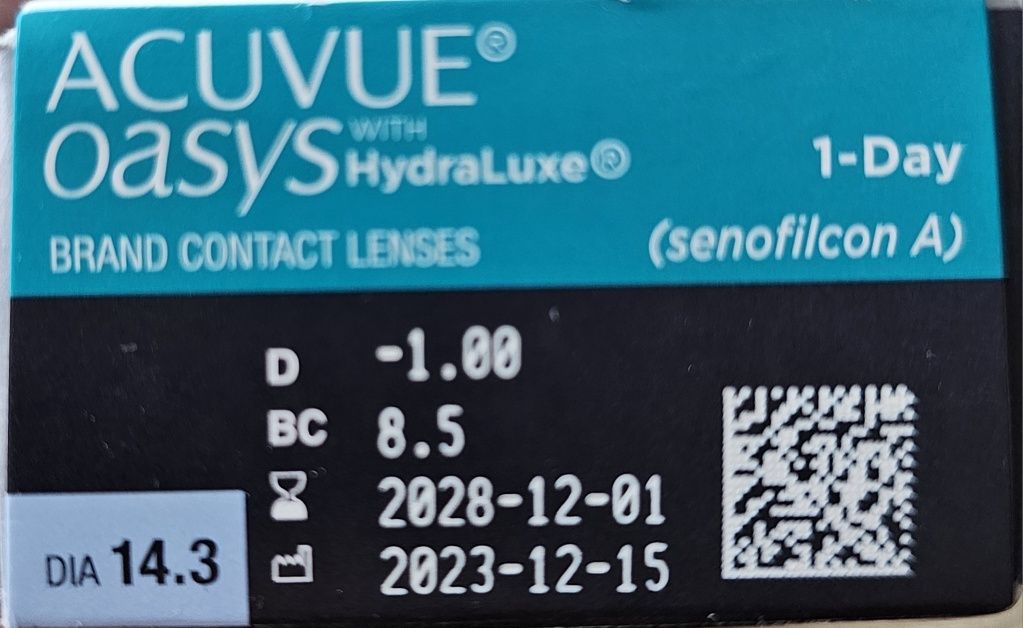 ACUVUE®
oasys WITH
HydraLuxe®
1-Day
BRAND CONTACT LENSES
(senofilcon A)
D -1.00
BC 8.5
2028-12-01
2023-12-15
DIA 14.3